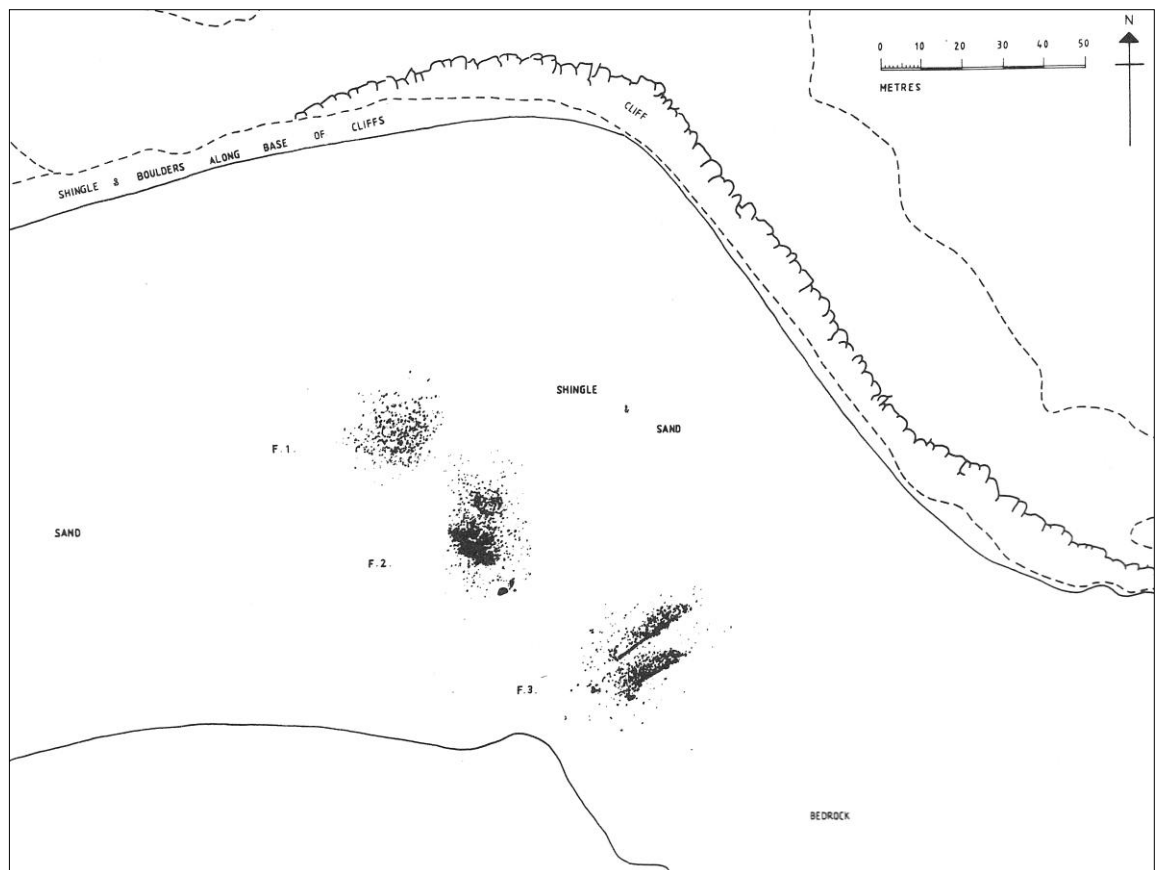 N
0 10 20 30 40 50
METRES
CLIFF
SHINGLE & BOULDERS ALONG BASE OF CLIFFS
SHINGLE
&
SAND
F.1.
SAND
F.2.
F.3.
BEDROCK